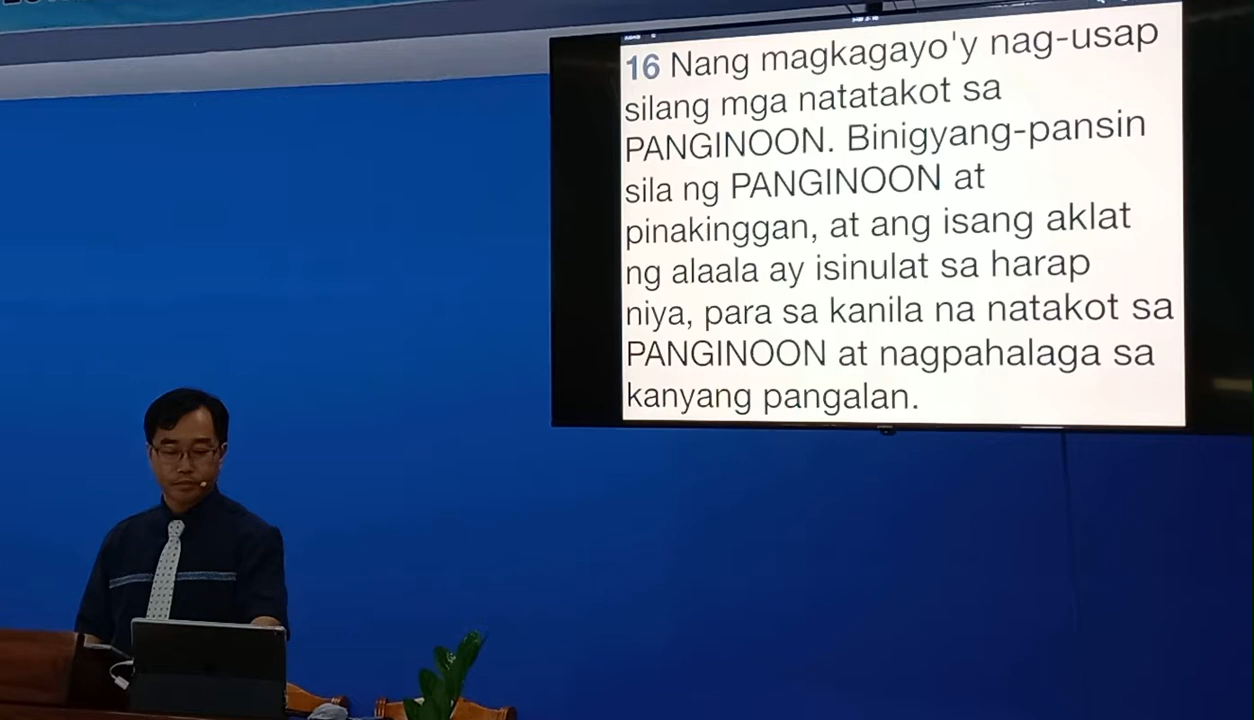 16 Nang magkagayo'y nag-usap
silang mga natatakot sa
PANGINOON. Binigyang-pansin
sila ng PANGINOON at
pinakinggan, at ang isang aklat
ng alaala ay isinulat sa harap
niya, para sa kanila na natakot sa
PANGINOON at nagpahalaga sa
kanyang pangalan.